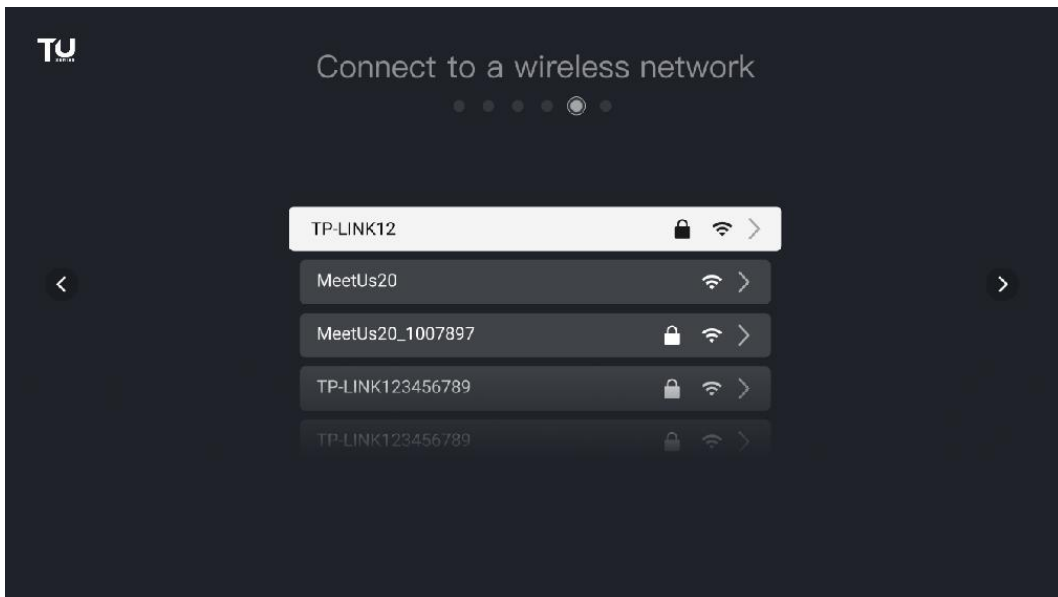 TU
Connect to a wireless network
TP-LINK12
MeetUs20
MeetUs20_1007897
TP-LINK123456789
TP-LINK123456789